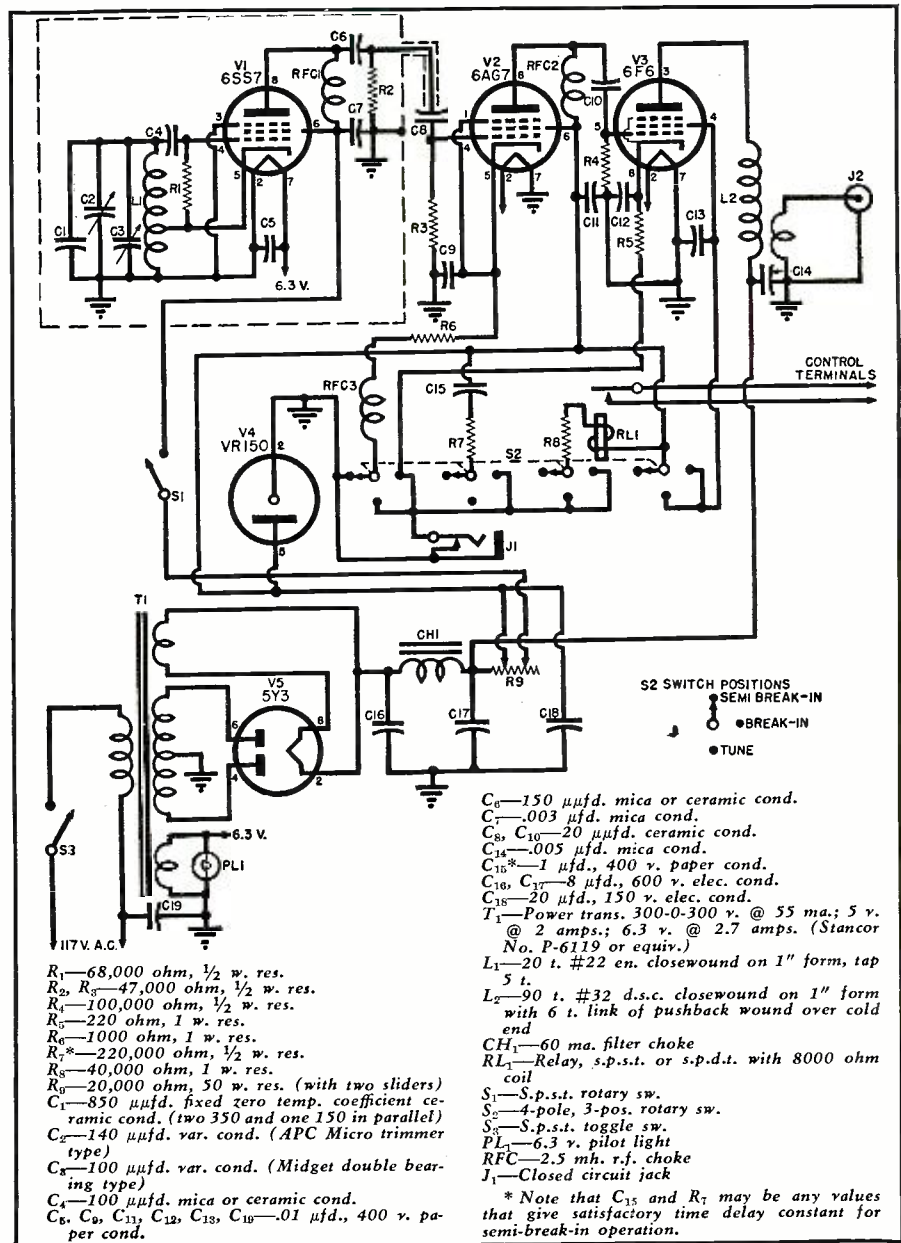 C6
V1
6SS7
8
RFC1
R2
C7
3
4
6
C4
R1
5
2
7
C1
C2
C3
L1
C5
6.3 V.
C8
V2
6AG7
8
RFC2
1
4
6
5
2
7
R3
C9
C10
V3
6F6
3
5
4
R4
8
2
7
C11
C12
R5
C13
L2
J2
C14
R6
RFC3
C15
R7
R8
RL1
S2
CONTROL
TERMINALS
V4
VR150
2
5
S1
J1
T1
CH1
R9
V5
5Y3
6
4
8
2
C16
C17
C18
S2 SWITCH POSITIONS
SEMI BREAK-IN
BREAK-IN
TUNE
6.3 V.
PL1
S3
C19
117 V. A.C.
R1—68,000 ohm, ½ w. res.
R2, R3—47,000 ohm, ½ w. res.
R4—100,000 ohm, ½ w. res.
R5—220 ohm, 1 w. res.
R6—1000 ohm, 1 w. res.
R7*—220,000 ohm, ½ w. res.
R8—40,000 ohm, 1 w. res.
R9—20,000 ohm, 50 w. res. (with two sliders)
C1—850 μμfd. fixed zero temp. coefficient ce-
ramic cond. (two 350 and one 150 in parallel)
C2—140 μμfd. var. cond. (APC Micro trimmer
type)
C3—100 μμfd. var. cond. (Midget double bear-
ing type)
C4—100 μμfd. mica or ceramic cond.
C5, C9, C11, C12, C13, C19—.01 μfd., 400 v. pa-
per cond.
C6—150 μμfd. mica or ceramic cond.
C7—.003 μfd. mica cond.
C8, C10—20 μμfd. ceramic cond.
C14—.005 μfd. mica cond.
C15*—1 μfd., 400 v. paper cond.
C16, C17—8 μfd., 600 v. elec. cond.
C18—20 μfd., 150 v. elec. cond.
T1—Power trans. 300-0-300 v. @ 55 ma.; 5 v.
@ 2 amps.; 6.3 v. @ 2.7 amps. (Stancor
No. P-6119 or equiv.)
L1—20 t. #22 en. closewound on 1" form, tap
5 t.
L2—90 t. #32 d.s.c. closewound on 1" form
with 6 t. link of pushback wound over cold
end
CH1—60 ma. filter choke
RL1—Relay, s.p.s.t. or s.p.d.t. with 8000 ohm
coil
S1—S.p.s.t. rotary sw.
S2—4-pole, 3-pos. rotary sw.
S3—S.p.s.t. toggle sw.
PL1—6.3 v. pilot light
RFC—2.5 mh. r.f. choke
J1—Closed circuit jack
* Note that C15 and R7 may be any values
that give satisfactory time delay constant for
semi-break-in operation.